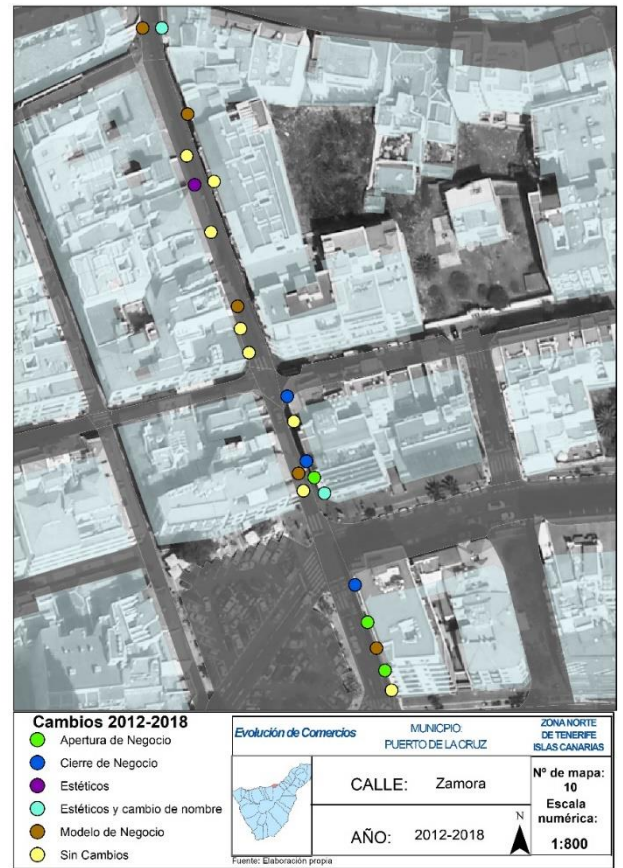 Cambios 2012-2018
Apertura de Negocio
Cierre de Negocio
Estéticos
Estéticos y cambio de nombre
Modelo de Negocio
Sin Cambios
Evolución de Comercios
MUNICPIO:
PUERTO DE LA CRUZ
ZONA NORTE
DE TENERIFE
ISLAS CANARIAS
CALLE: Zamora
AÑO: 2012-2018
N
Nº de mapa:
10
Escala
numérica:
1:800
Fuente: Elaboración propia